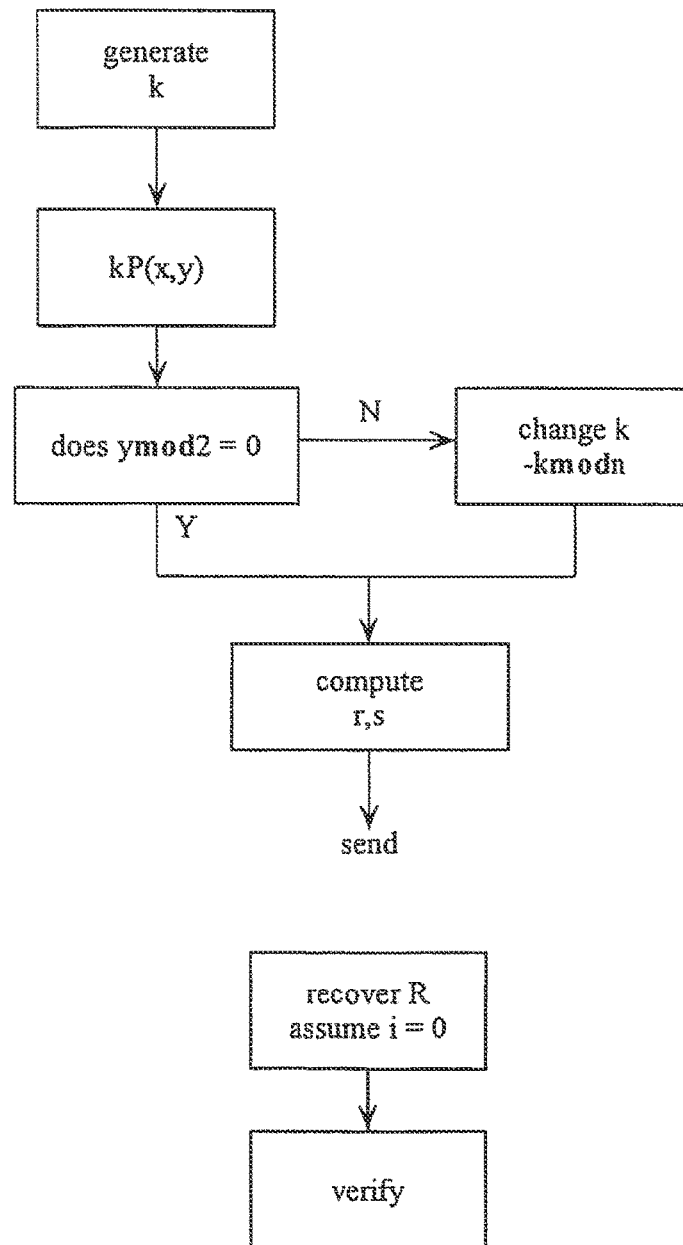 generate
k
kP(x,y)
does ymod2 = 0
N
change k
-kmodn
Y
compute
r,s
send
recover R
assume i = 0
verify